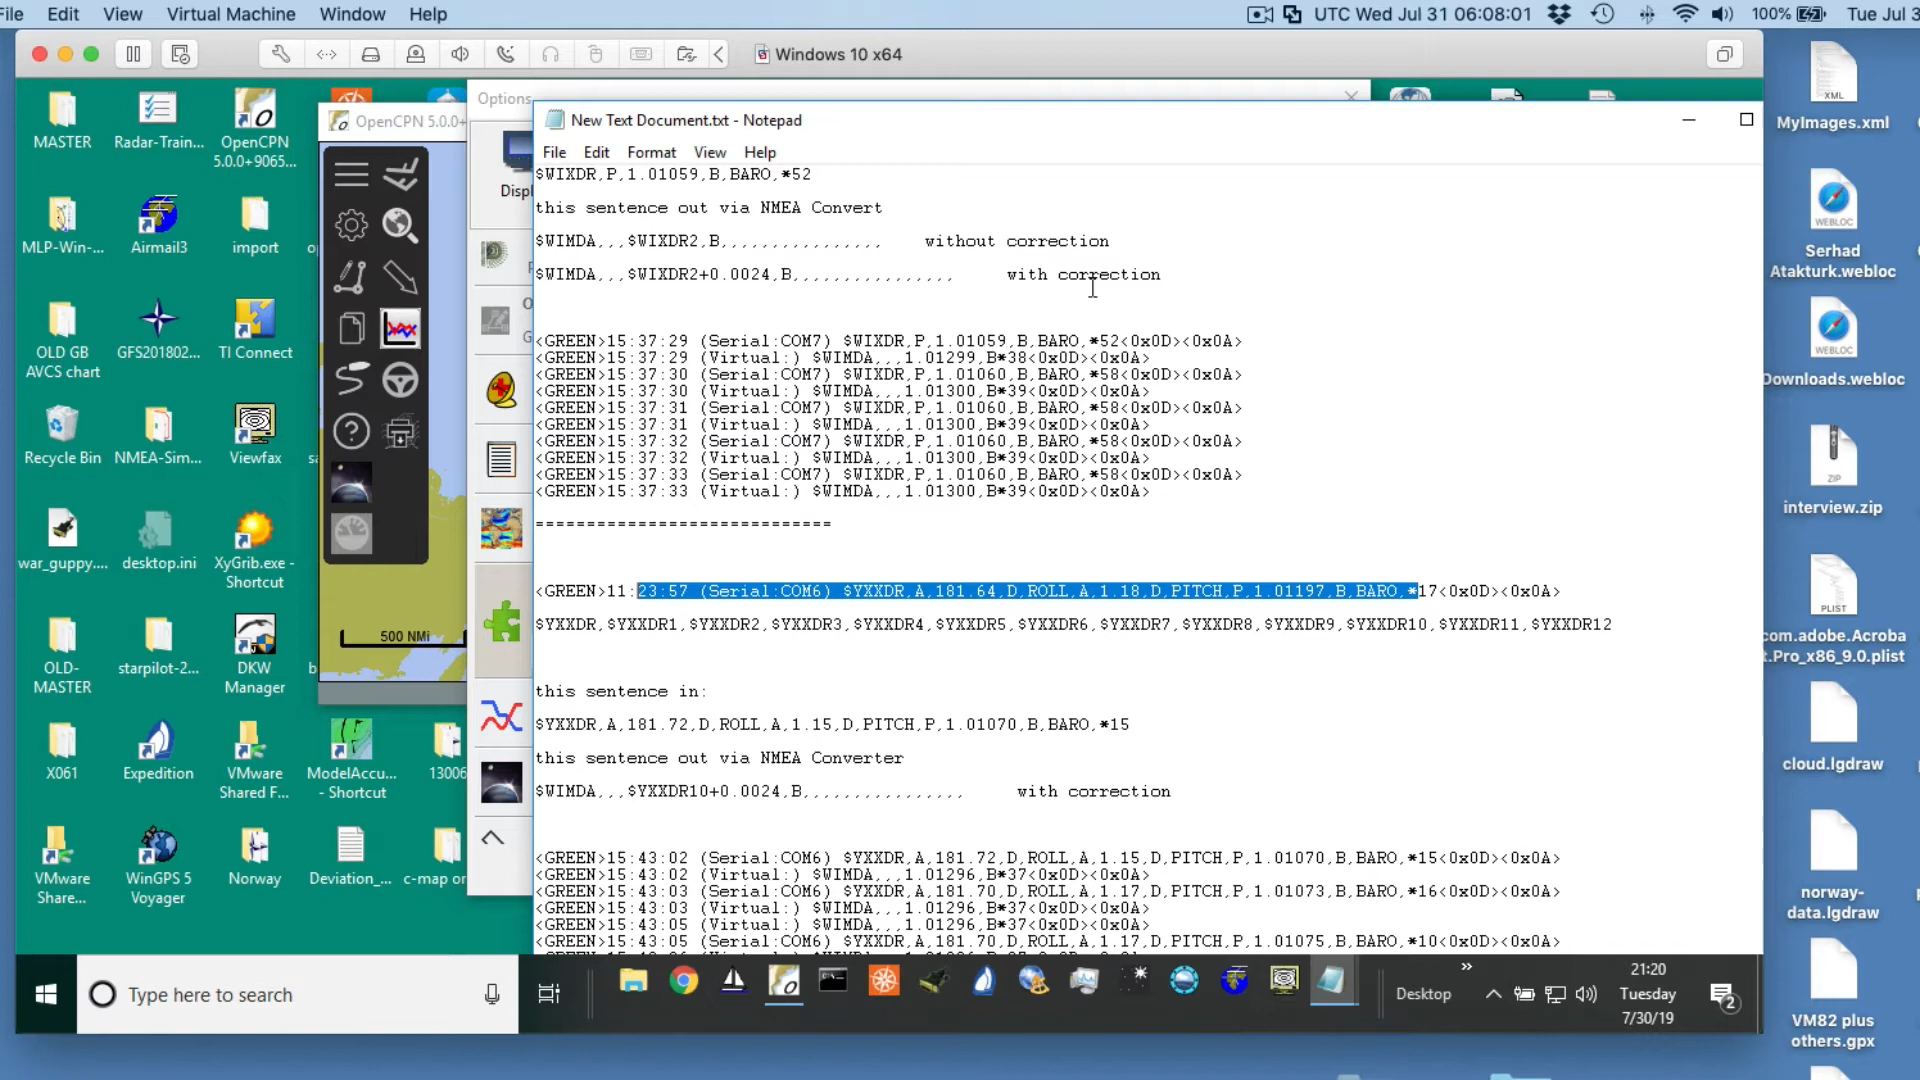 File Edit View Virtual Machine Window Help
UTC Wed Jul 31 06:08:01 100% Tue Jul 3
Windows 10 x64
MASTER
Radar-Train...
OpenCPN 5.0.0+9065...
MLP-Win-...
Airmail3
import
OLD GB AVCS chart
GFS201802...
TI Connect
Recycle Bin
NMEA-Sim...
Viewfax
war_guppy....
desktop.ini
XyGrib.exe - Shortcut
OLD-MASTER
starpilot-2...
DKW Manager
X061
Expedition
VMware Shared F...
ModelAccu... - Shortcut
13006
VMware Share...
WinGPS 5 Voyager
Norway
Deviation_...
c-map or
OpenCPN 5.0.0+
500 NMi
Options
Displ
New Text Document.txt - Notepad
File Edit Format View Help
$WIXDR,P,1.01059,B,BARO,*52
this sentence out via NMEA Convert
$WIMDA,,,$WIXDR2,B,,,,,,,,,,,,,,,, without correction
$WIMDA,,,$WIXDR2+0.0024,B,,,,,,,,,,,,,,,, with correction
<GREEN>15:37:29 (Serial:COM7) $WIXDR,P,1.01059,B,BARO,*52<0x0D><0x0A>
<GREEN>15:37:29 (Virtual:) $WIMDA,,,1.01299,B*38<0x0D><0x0A>
<GREEN>15:37:30 (Serial:COM7) $WIXDR,P,1.01060,B,BARO,*58<0x0D><0x0A>
<GREEN>15:37:30 (Virtual:) $WIMDA,,,1.01300,B*39<0x0D><0x0A>
<GREEN>15:37:31 (Serial:COM7) $WIXDR,P,1.01060,B,BARO,*58<0x0D><0x0A>
<GREEN>15:37:31 (Virtual:) $WIMDA,,,1.01300,B*39<0x0D><0x0A>
<GREEN>15:37:32 (Serial:COM7) $WIXDR,P,1.01060,B,BARO,*58<0x0D><0x0A>
<GREEN>15:37:32 (Virtual:) $WIMDA,,,1.01300,B*39<0x0D><0x0A>
<GREEN>15:37:33 (Serial:COM7) $WIXDR,P,1.01060,B,BARO,*58<0x0D><0x0A>
<GREEN>15:37:33 (Virtual:) $WIMDA,,,1.01300,B*39<0x0D><0x0A>
=============================
<GREEN>11:23:57 (Serial:COM6) $YXXDR,A,181.64,D,ROLL,A,1.18,D,PITCH,P,1.01197,B,BARO,*17<0x0D><0x0A>
$YXXDR,$YXXDR1,$YXXDR2,$YXXDR3,$YXXDR4,$YXXDR5,$YXXDR6,$YXXDR7,$YXXDR8,$YXXDR9,$YXXDR10,$YXXDR11,$YXXDR12
this sentence in:
$YXXDR,A,181.72,D,ROLL,A,1.15,D,PITCH,P,1.01070,B,BARO,*15
this sentence out via NMEA Converter
$WIMDA,,,$YXXDR10+0.0024,B,,,,,,,,,,,,,,,, with correction
<GREEN>15:43:02 (Serial:COM6) $YXXDR,A,181.72,D,ROLL,A,1.15,D,PITCH,P,1.01070,B,BARO,*15<0x0D><0x0A>
<GREEN>15:43:02 (Virtual:) $WIMDA,,,1.01296,B*37<0x0D><0x0A>
<GREEN>15:43:03 (Serial:COM6) $YXXDR,A,181.70,D,ROLL,A,1.17,D,PITCH,P,1.01073,B,BARO,*16<0x0D><0x0A>
<GREEN>15:43:03 (Virtual:) $WIMDA,,,1.01296,B*37<0x0D><0x0A>
<GREEN>15:43:05 (Virtual:) $WIMDA,,,1.01296,B*37<0x0D><0x0A>
<GREEN>15:43:05 (Serial:COM6) $YXXDR,A,181.70,D,ROLL,A,1.17,D,PITCH,P,1.01075,B,BARO,*10<0x0D><0x0A>
Type here to search
Desktop
21:20
Tuesday
7/30/19
2
XML
MyImages.xml
WEBLOC
Serhad
Atakturk.webloc
WEBLOC
Downloads.webloc
ZIP
interview.zip
PLIST
com.adobe.Acroba
t.Pro_x86_9.0.plist
cloud.lgdraw
norway-
data.lgdraw
VM82 plus
others.gpx